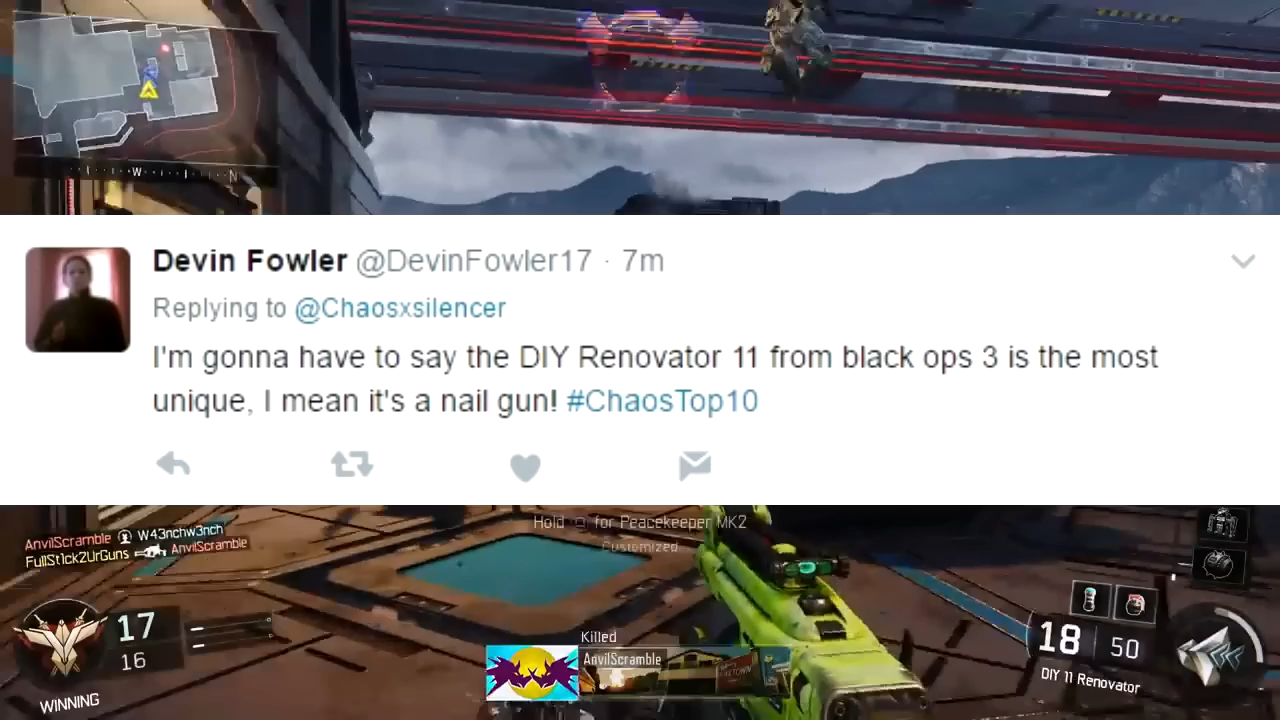 W
N
Devin Fowler @DevinFowler17 · 7m
Replying to @Chaosxsilencer
I'm gonna have to say the DIY Renovator 11 from black ops 3 is the most
unique, I mean it's a nail gun! #ChaosTop10
Hold for Peacekeeper MK2
Customized
AnvilScramble W43nchw3nch
FullSt1ckZUrGuns AnvilScramble
17
16
WINNING
Killed
AnvilScramble
18 50
DIY 11 Renovator